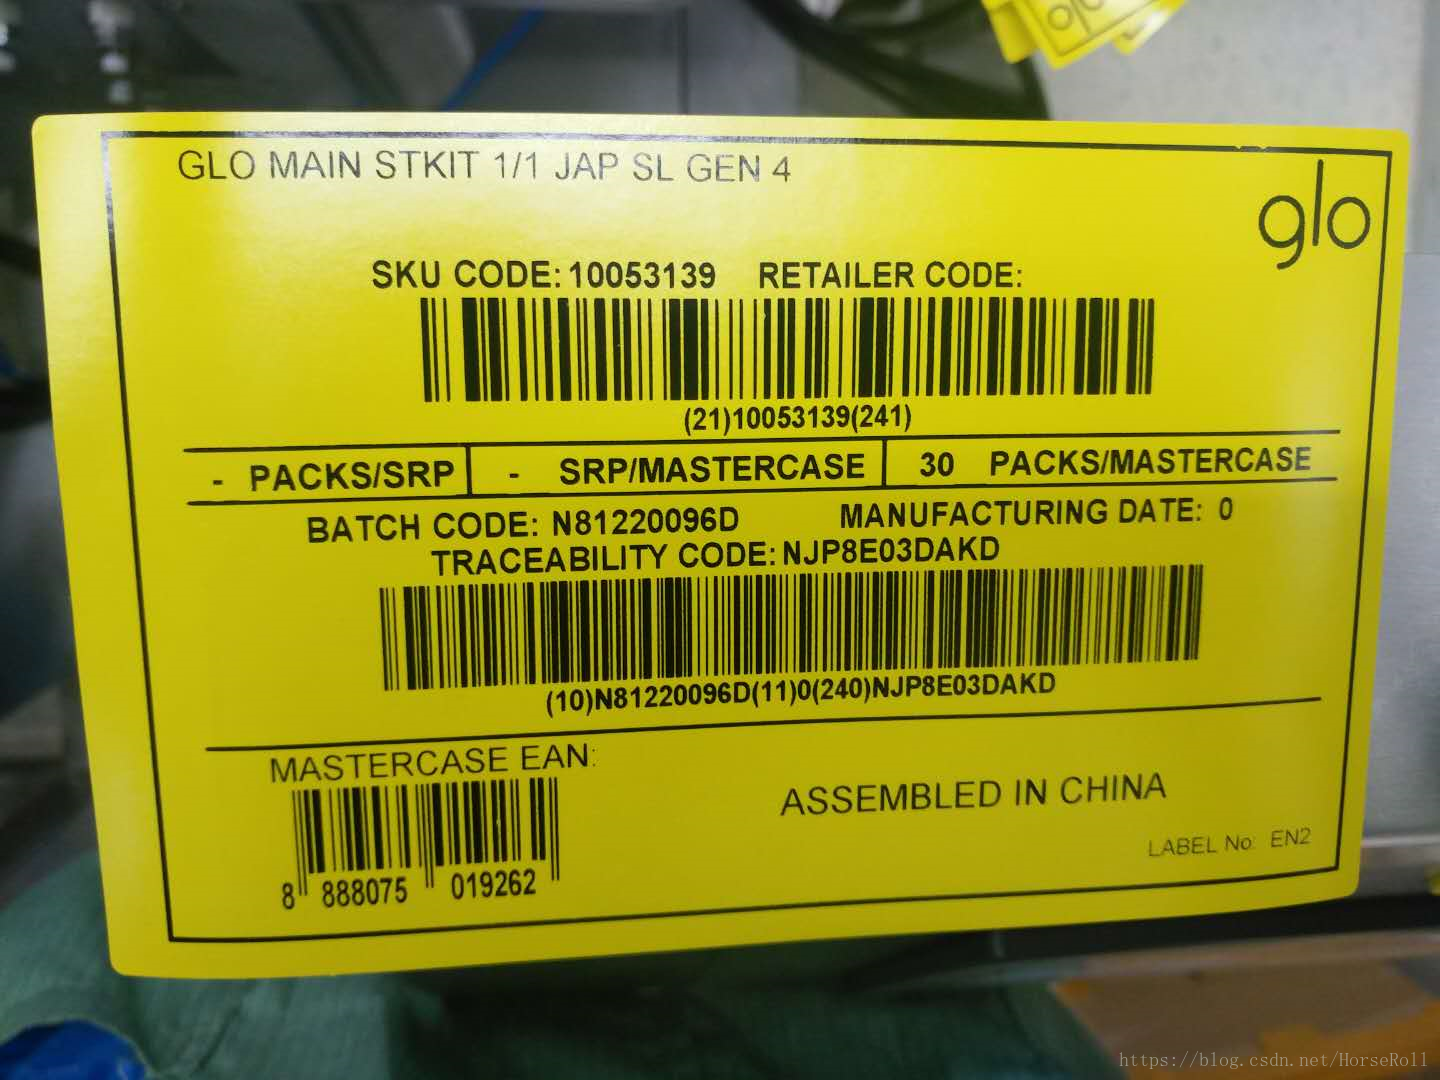 GLO MAIN STKIT 1/1 JAP SL GEN 4
glo
SKU CODE: 10053139 RETAILER CODE:
(21)10053139(241)
- PACKS/SRP - SRP/MASTERCASE 30 PACKS/MASTERCASE
BATCH CODE: N81220096D MANUFACTURING DATE: 0
TRACEABILITY CODE: NJP8E03DAKD
(10)N81220096D(11)0(240)NJP8E03DAKD
MASTERCASE EAN:
8 888075 019262
ASSEMBLED IN CHINA
LABEL No: EN2
https://blog.csdn.net/HorseRoll